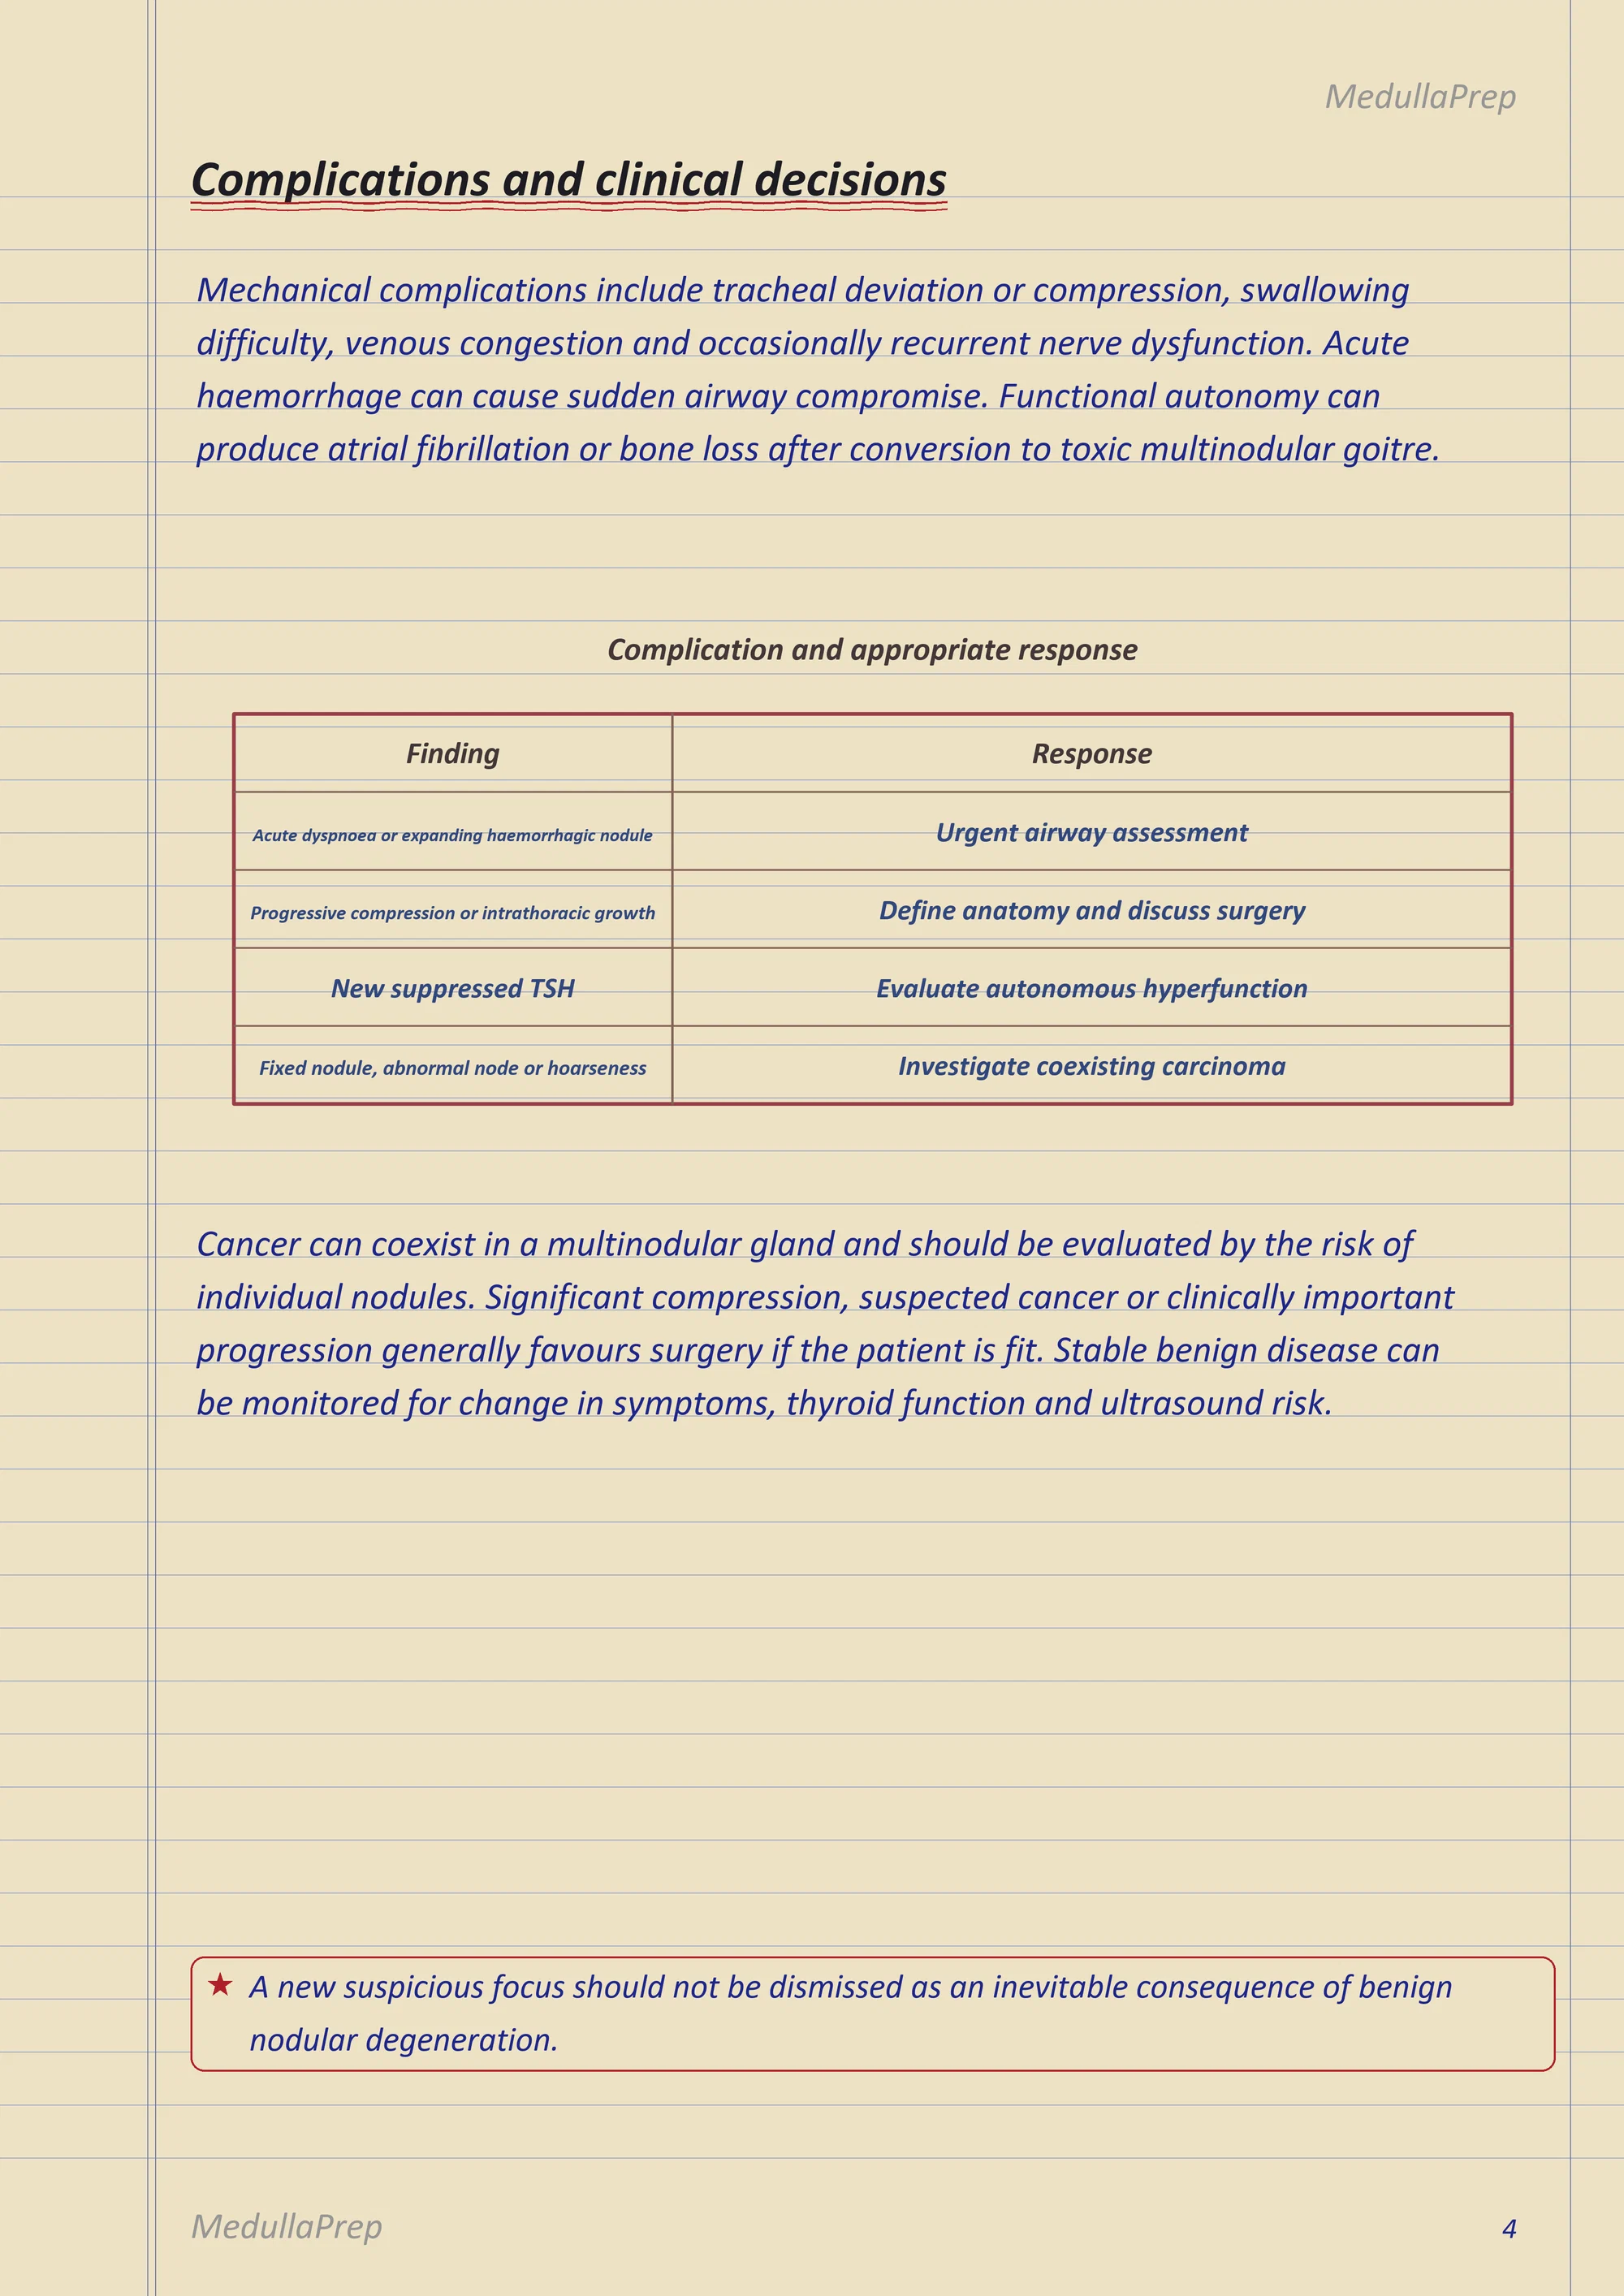 MedullaPrep
Complications and clinical decisions
Mechanical complications include tracheal deviation or compression, swallowing
difficulty, venous congestion and occasionally recurrent nerve dysfunction. Acute
haemorrhage can cause sudden airway compromise. Functional autonomy can
produce atrial fibrillation or bone loss after conversion to toxic multinodular goitre.
Complication and appropriate response
Finding Response
Acute dyspnoea or expanding haemorrhagic nodule Urgent airway assessment
Progressive compression or intrathoracic growth Define anatomy and discuss surgery
New suppressed TSH Evaluate autonomous hyperfunction
Fixed nodule, abnormal node or hoarseness Investigate coexisting carcinoma
Cancer can coexist in a multinodular gland and should be evaluated by the risk of
individual nodules. Significant compression, suspected cancer or clinically important
progression generally favours surgery if the patient is fit. Stable benign disease can
be monitored for change in symptoms, thyroid function and ultrasound risk.
★ A new suspicious focus should not be dismissed as an inevitable consequence of benign
nodular degeneration.
MedullaPrep 4